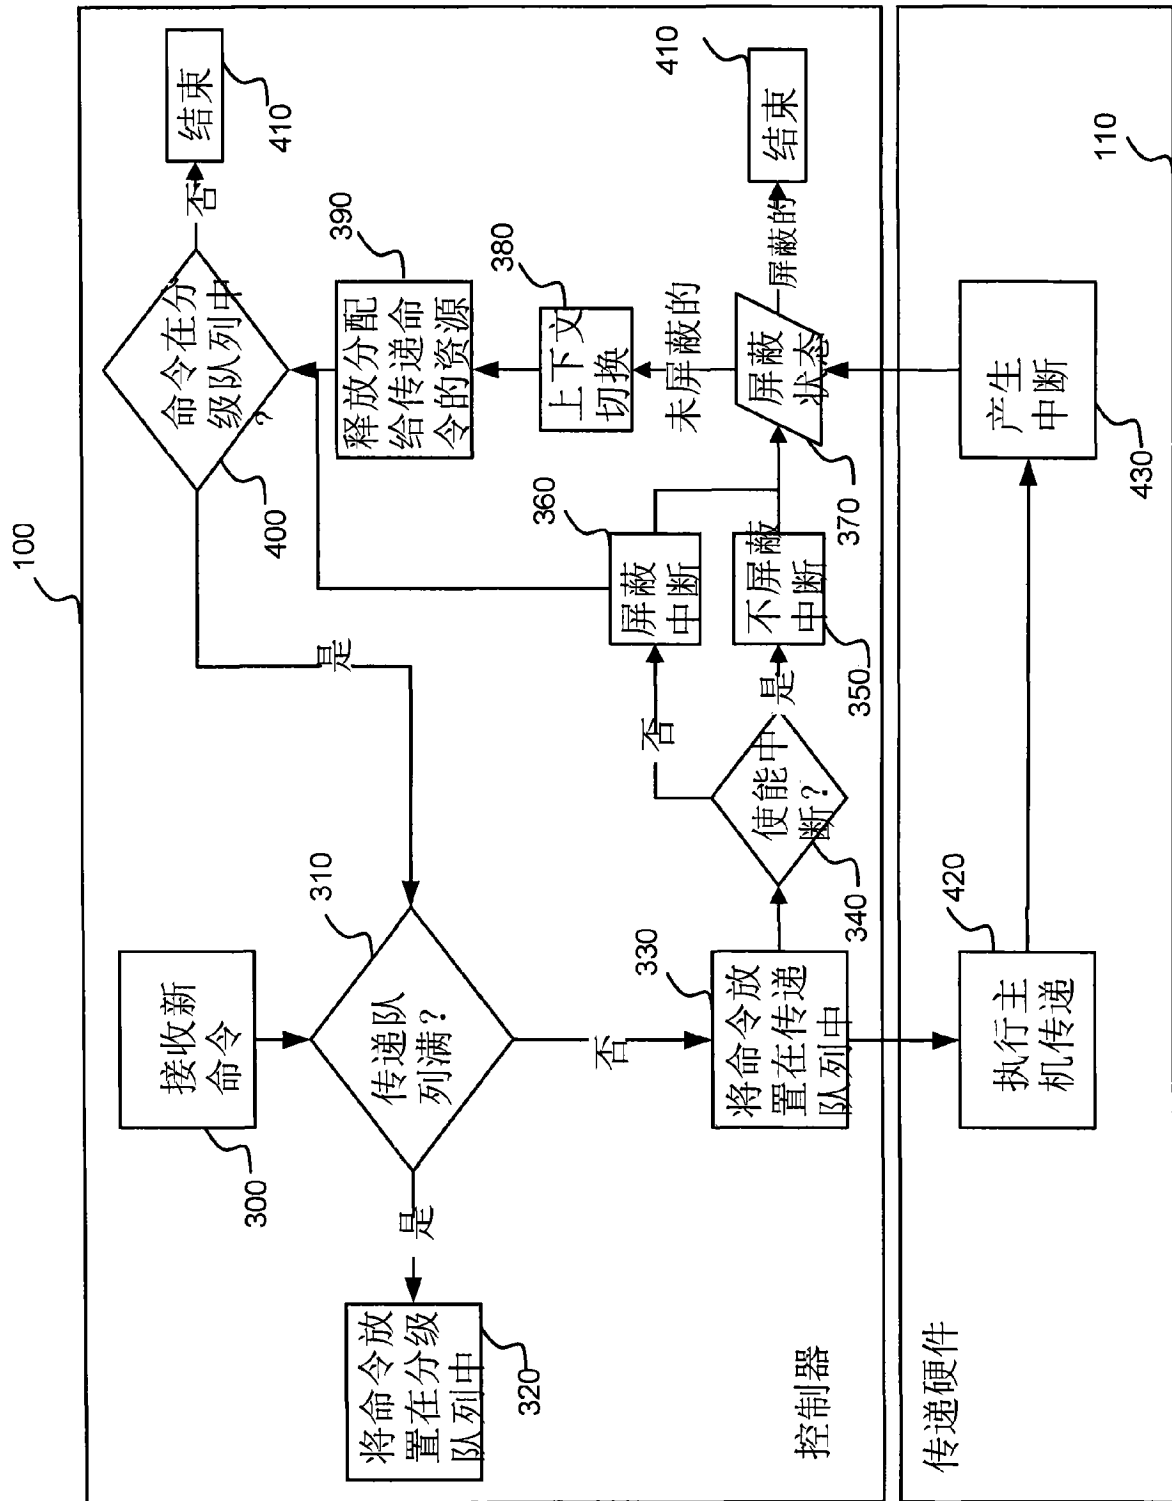 100
接收新
命令
300
传递队
列满？
310
是
将命令放
置在分级
队列中
320
否
将命令放
置在传递
队列中
330
使能中
断？
340
否
是
屏蔽
中断
360
不屏蔽
中断
350
屏蔽
状态
370
屏蔽的
结束
410
未屏蔽的
上下文
切换
380
释放分配
给传递命
令的资源
390
命令在分
级队列中
？
400
是
否
结束
410
控制器
传递硬件
110
执行主
机传递
420
产生
中断
430